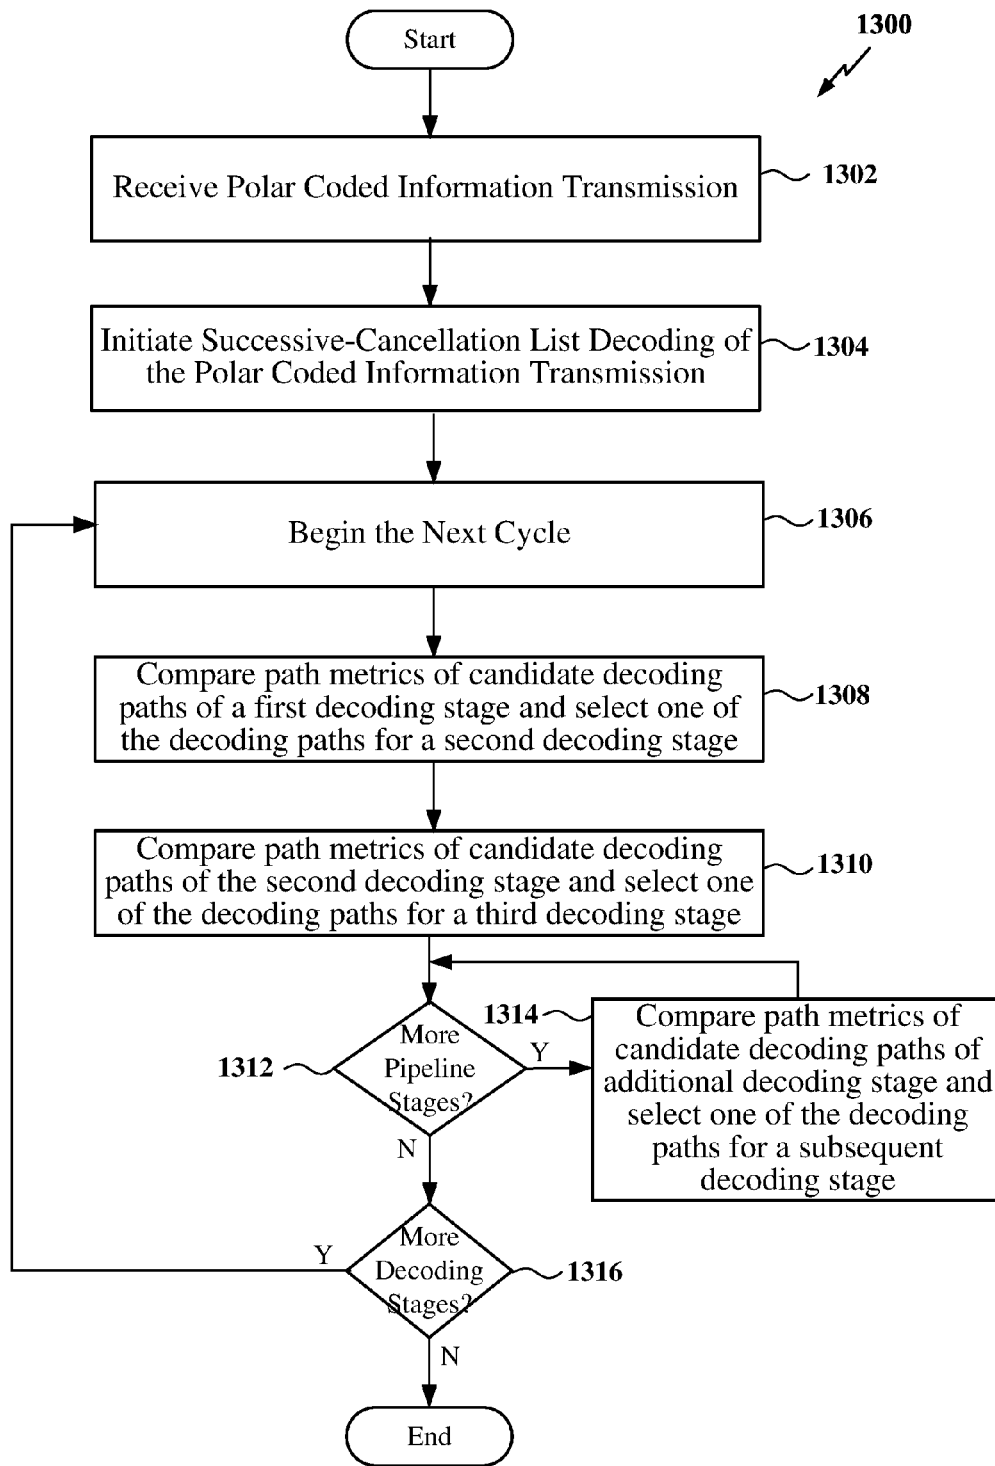 Start
1300
Receive Polar Coded Information Transmission
1302
Initiate Successive-Cancellation List Decoding of
the Polar Coded Information Transmission
1304
Begin the Next Cycle
1306
Compare path metrics of candidate decoding
paths of a first decoding stage and select one of
the decoding paths for a second decoding stage
1308
Compare path metrics of candidate decoding
paths of the second decoding stage and select one
of the decoding paths for a third decoding stage
1310
More
Pipeline
Stages?
1312
Y
N
1314
Compare path metrics of
candidate decoding paths of
additional decoding stage and
select one of the decoding
paths for a subsequent
decoding stage
More
Decoding
Stages?
1316
Y
N
End